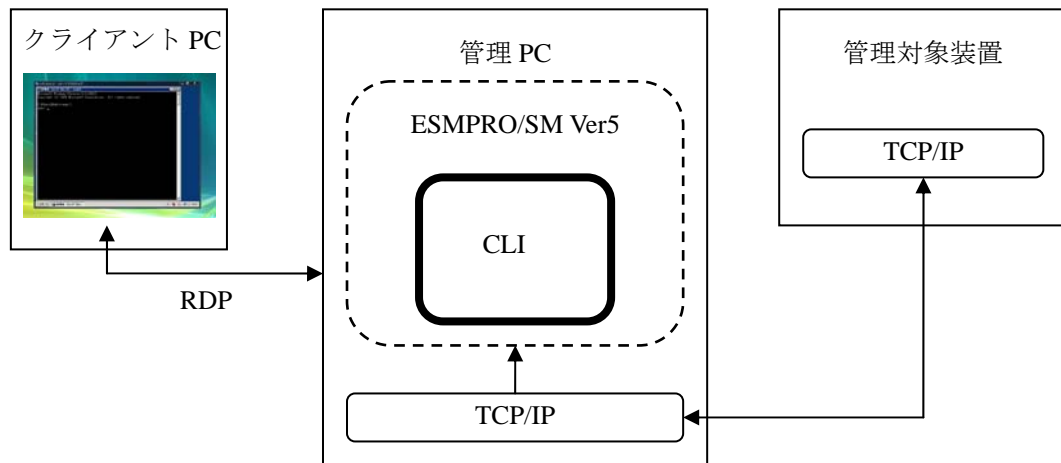 クライアント PC
RDP
管理 PC
ESMPRO/SM Ver5
CLI
TCP/IP
管理対象装置
TCP/IP